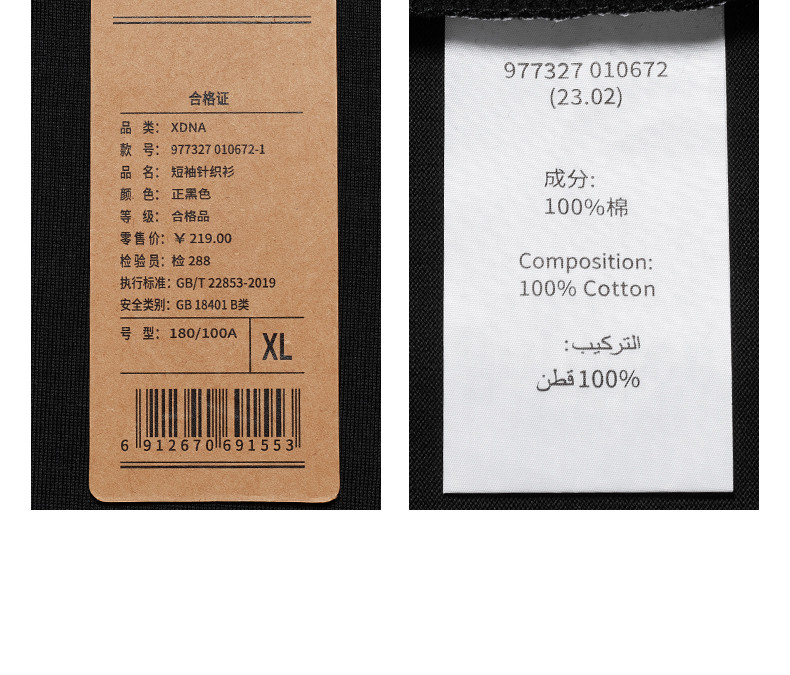 合格证
品 类: XDNA
款 号: 977327 010672-1
品 名: 短袖针织衫
颜 色: 正黑色
等 级: 合格品
零售价: ￥ 219.00
检验员: 检 288
执行标准: GB/T 22853-2019
安全类别: GB 18401 B类
号 型: 180/100A
XL
6 912670 691553
977327 010672
(23.02)
成分:
100%棉
Composition:
100% Cotton
التركيب:
100% قطن